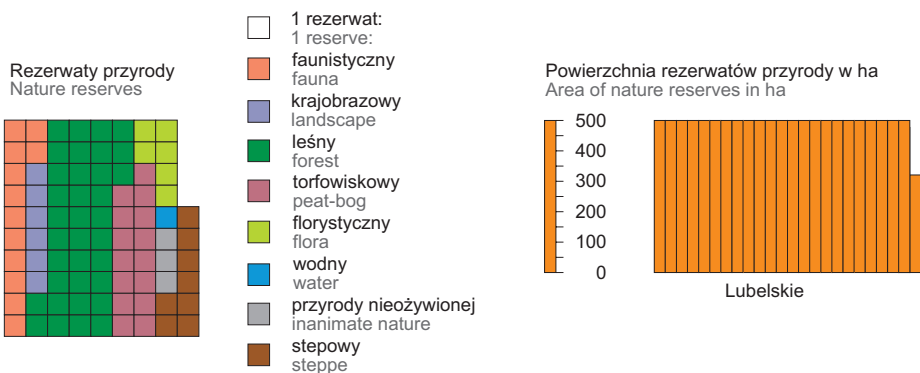 Rezerwaty przyrody
Nature reserves
1 rezerwat:
1 reserve:
faunistyczny
fauna
krajobrazowy
landscape
leśny
forest
torfowiskowy
peat-bog
florystyczny
flora
wodny
water
przyrody nieożywionej
inanimate nature
stepowy
steppe
Powierzchnia rezerwatów przyrody w ha
Area of nature reserves in ha
500
400
300
200
100
0
Lubelskie